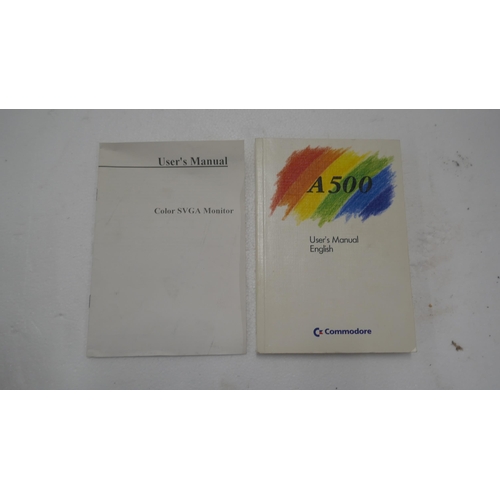 User's Manual
Color SVGA Monitor
A500
User's Manual
English
Commodore